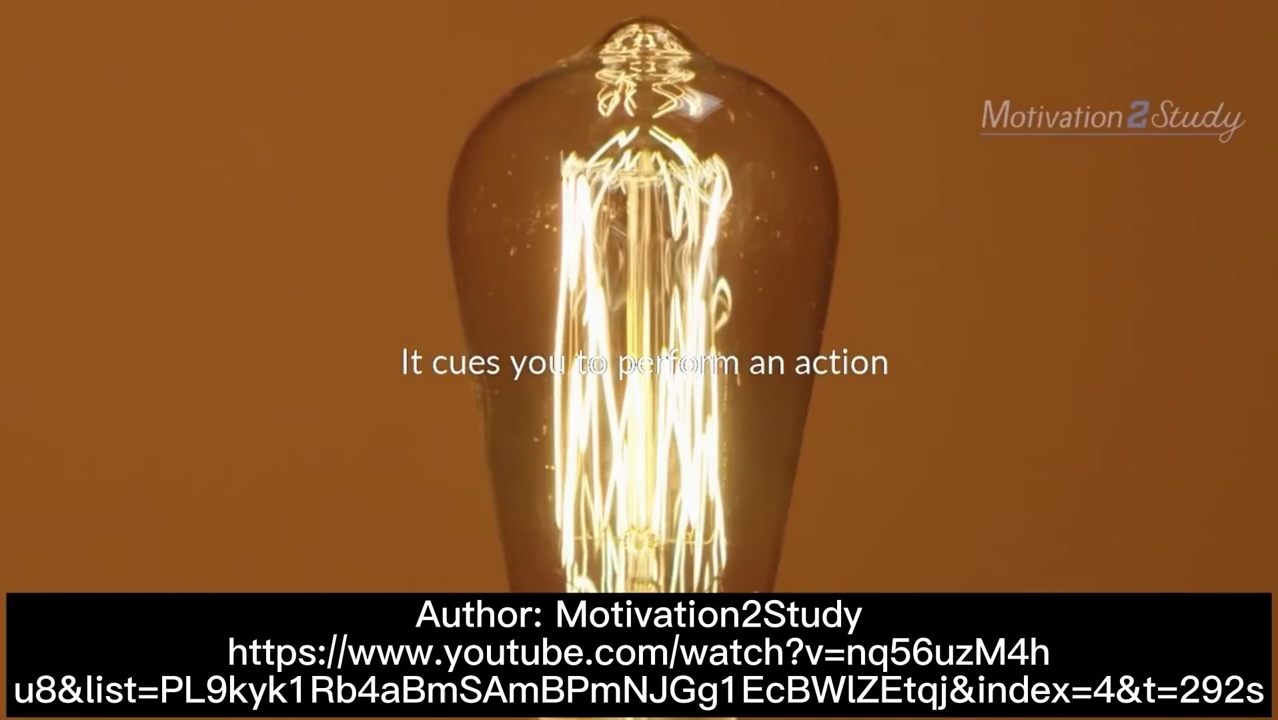 Motivation2Study
It cues you to perform an action
Author: Motivation2Study
https://www.youtube.com/watch?v=nq56uzM4h
u8&list=PL9kyk1Rb4aBmSAmBPmNJGg1EcBWlZEtqj&index=4&t=292s